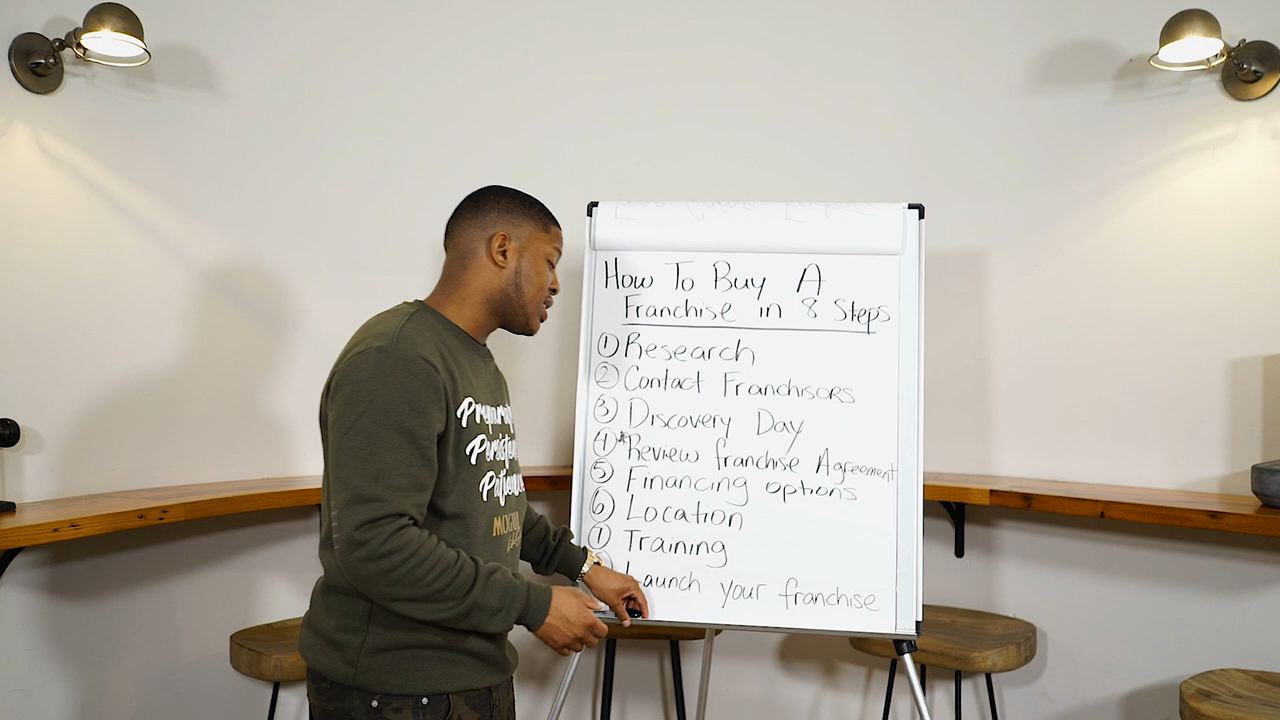 How To Buy A
Franchise in 8 Steps
① Research
② Contact Franchisors
③ Discovery Day
④ *Review franchise Agreement
⑤ Financing options
⑥ Location
⑦ Training
Launch your franchise
MOGUL